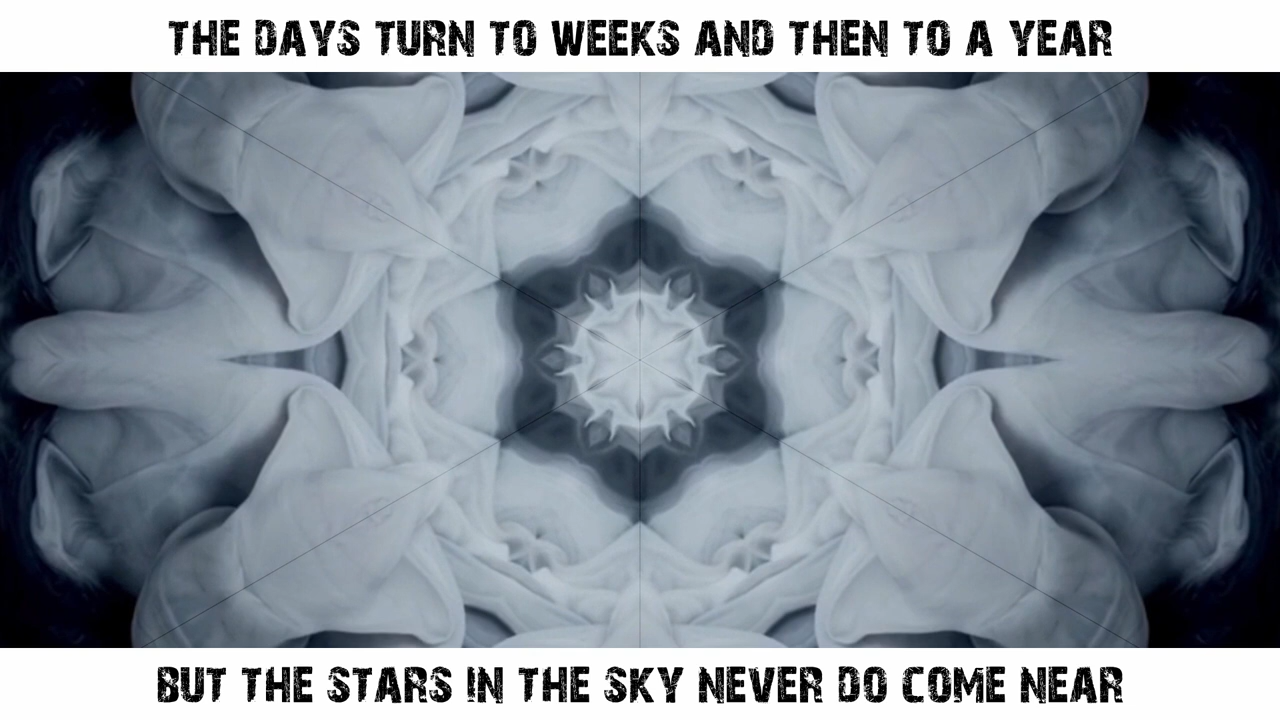 THE DAYS TURN TO WEEKS AND THEN TO A YEAR
BUT THE STARS IN THE SKY NEVER DO COME NEAR